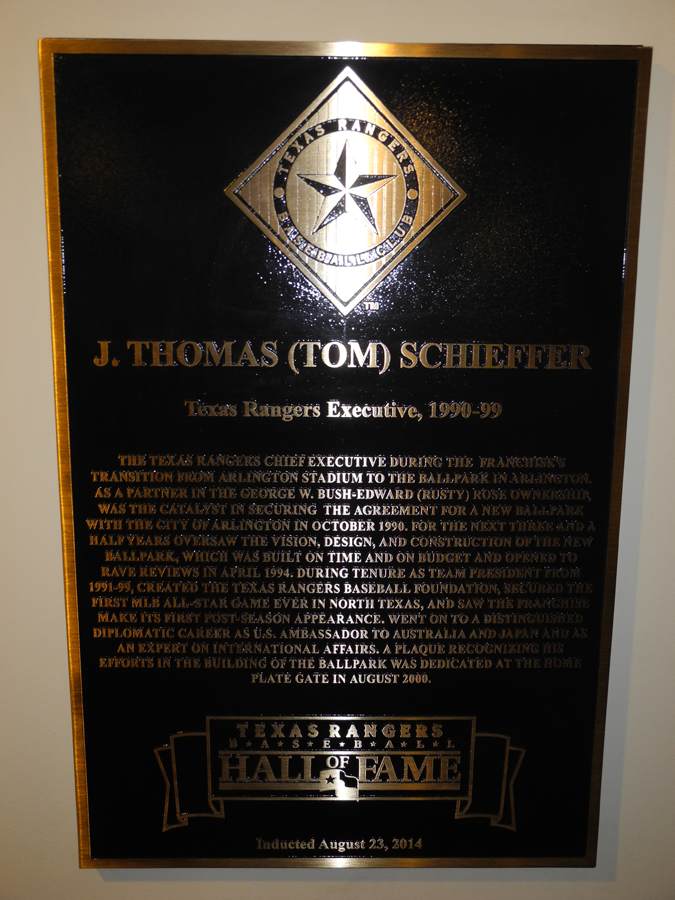 TEXAS RANGERS
BASEBALL CLUB
TM
J. THOMAS (TOM) SCHIEFFER
Texas Rangers Executive, 1990-99
THE TEXAS RANGERS CHIEF EXECUTIVE DURING THE FRANCHISE'S
TRANSITION FROM ARLINGTON STADIUM TO THE BALLPARK IN ARLINGTON.
AS A PARTNER IN THE GEORGE W. BUSH-EDWARD (RUSTY) ROSE OWNERSHIP,
WAS THE CATALYST IN SECURING THE AGREEMENT FOR A NEW BALLPARK
WITH THE CITY OF ARLINGTON IN OCTOBER 1990. FOR THE NEXT THREE AND A
HALF YEARS OVERSAW THE VISION, DESIGN, AND CONSTRUCTION OF THE NEW
BALLPARK, WHICH WAS BUILT ON TIME AND ON BUDGET AND OPENED TO
RAVE REVIEWS IN APRIL 1994. DURING TENURE AS TEAM PRESIDENT FROM
1991-99, CREATED THE TEXAS RANGERS BASEBALL FOUNDATION, SECURED THE
FIRST MLB ALL-STAR GAME EVER IN NORTH TEXAS, AND SAW THE FRANCHISE
MAKE ITS FIRST POST-SEASON APPEARANCE. WENT ON TO A DISTINGUISHED
DIPLOMATIC CAREER AS U.S. AMBASSADOR TO AUSTRALIA AND JAPAN AND AS
AN EXPERT ON INTERNATIONAL AFFAIRS. A PLAQUE RECOGNIZING HIS
EFFORTS IN THE BUILDING OF THE BALLPARK WAS DEDICATED AT THE HOME
PLATE GATE IN AUGUST 2000.
TEXAS RANGERS
B★A★S★E★B★A★L★L
HALL OF FAME
Inducted August 23, 2014